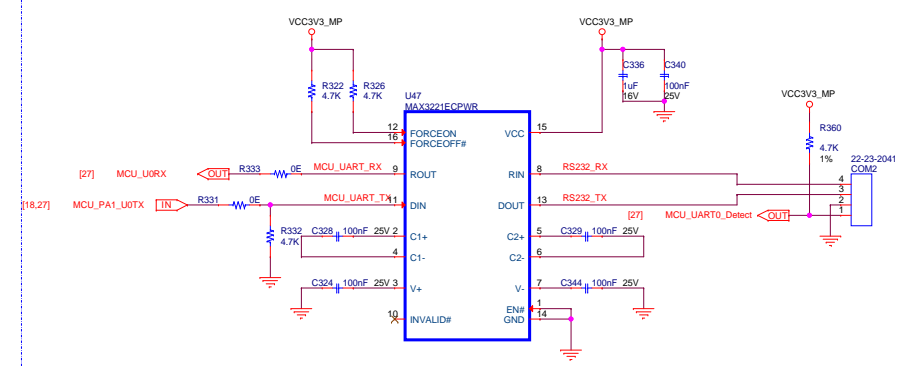 VCC3V3_MP
VCC3V3_MP
R322
4.7K
R326
4.7K
C336
1uF
16V
C340
100nF
25V
VCC3V3_MP
U47
MAX3221ECPWR
R360
4.7K
1%
12 FORCEON
16 FORCEOFF#
VCC 15
22-23-2041
COM2
[27] MCU_U0RX OUT R333 0E MCU_UART_RX 9 ROUT
RIN 8 RS232_RX
4
3
2
1
[18,27] MCU_PA1_U0TX IN R331 0E MCU_UART_TX 11 DIN
DOUT 13 RS232_TX
[27] MCU_UART0_Detect OUT
R332
4.7K
C328 100nF 25V 2 C1+
4 C1-
C2+ 5 C329 100nF 25V
C2- 6
C324 100nF 25V 3 V+
V- 7 C344 100nF 25V
10 INVALID#
EN# 1
GND 14